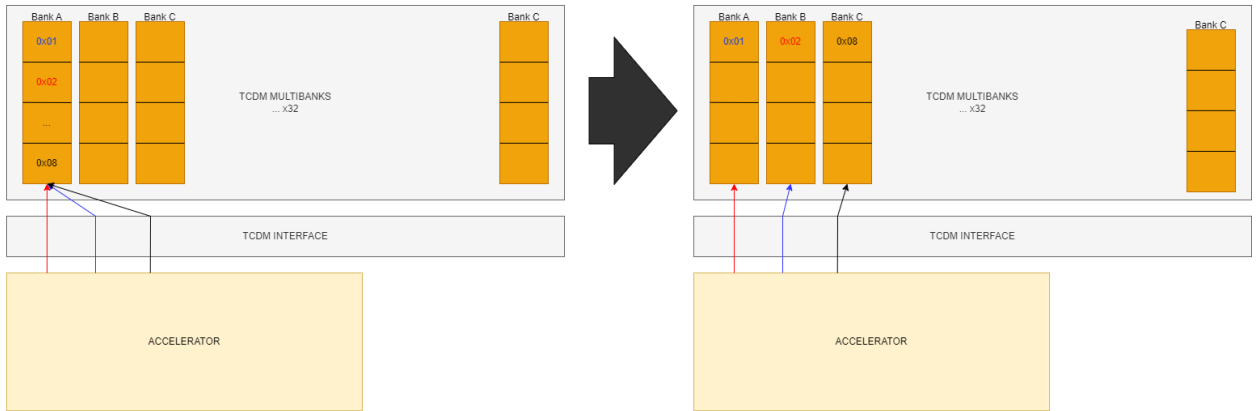 Bank A
Bank B
Bank C
Bank C
0x01
0x02
...
0x08
TCDM MULTIBANKS
... x32
TCDM INTERFACE
ACCELERATOR
Bank A
Bank B
Bank C
Bank C
0x01
0x02
0x08
TCDM MULTIBANKS
... x32
TCDM INTERFACE
ACCELERATOR